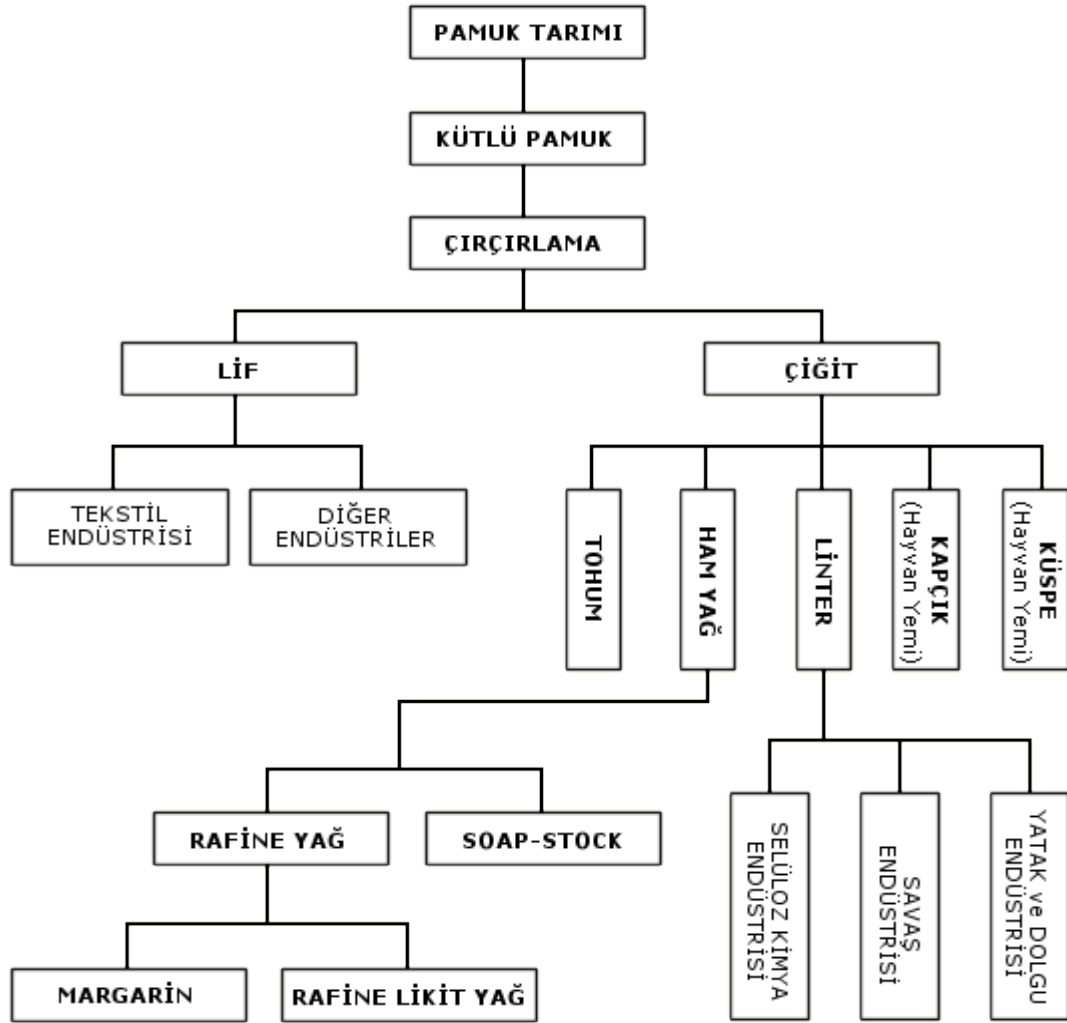 PAMUK TARIMI
KÜTLÜ PAMUK
ÇIRÇIRLAMA
LİF
ÇİĞİT
TEKSTİL
ENDÜSTRİSİ
DİĞER
ENDÜSTRİLER
TOHUM
HAM YAĞ
LİNTER
KAPÇIK
(Hayvan Yemi)
KÜSPE
(Hayvan Yemi)
RAFİNE YAĞ
SOAP-STOCK
SELÜLOZ KİMYA
ENDÜSTRİSİ
SAVAŞ
ENDÜSTRİSİ
YATAK ve DOLGU
ENDÜSTRİSİ
MARGARİN
RAFİNE LİKİT YAĞ